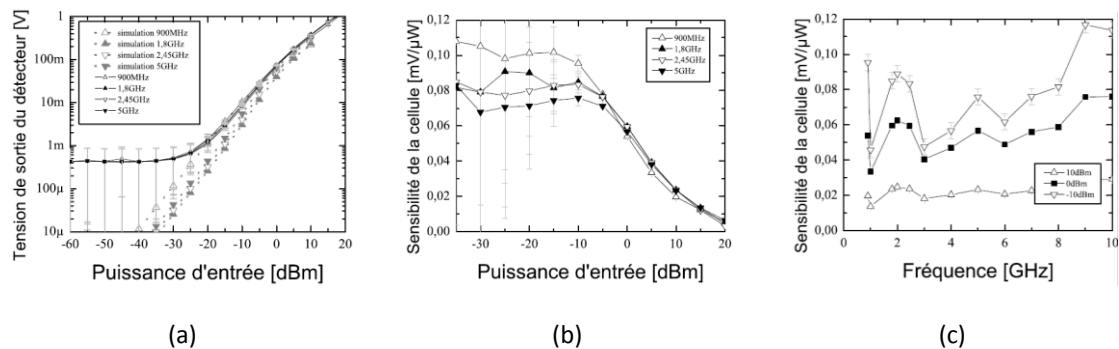 Tension de sortie du détecteur [V]
1
100m
10m
1m
100µ
10µ
simulation 900MHz
simulation 1,8GHz
simulation 2,45GHz
simulation 5GHz
900MHz
1,8GHz
2,45GHz
5GHz
-60 -50 -40 -30 -20 -10 0 10 20
Puissance d'entrée [dBm]
(a)
Sensibilité de la cellule [mV/µW]
0,12
0,10
0,08
0,06
0,04
0,02
0,00
900MHz
1,8GHz
2,45GHz
5GHz
-30 -20 -10 0 10 20
Puissance d'entrée [dBm]
(b)
Sensibilité de la cellule [mV/µW]
0,12
0,10
0,08
0,06
0,04
0,02
0,00
10dBm
0dBm
-10dBm
0 2 4 6 8 10
Fréquence [GHz]
(c)